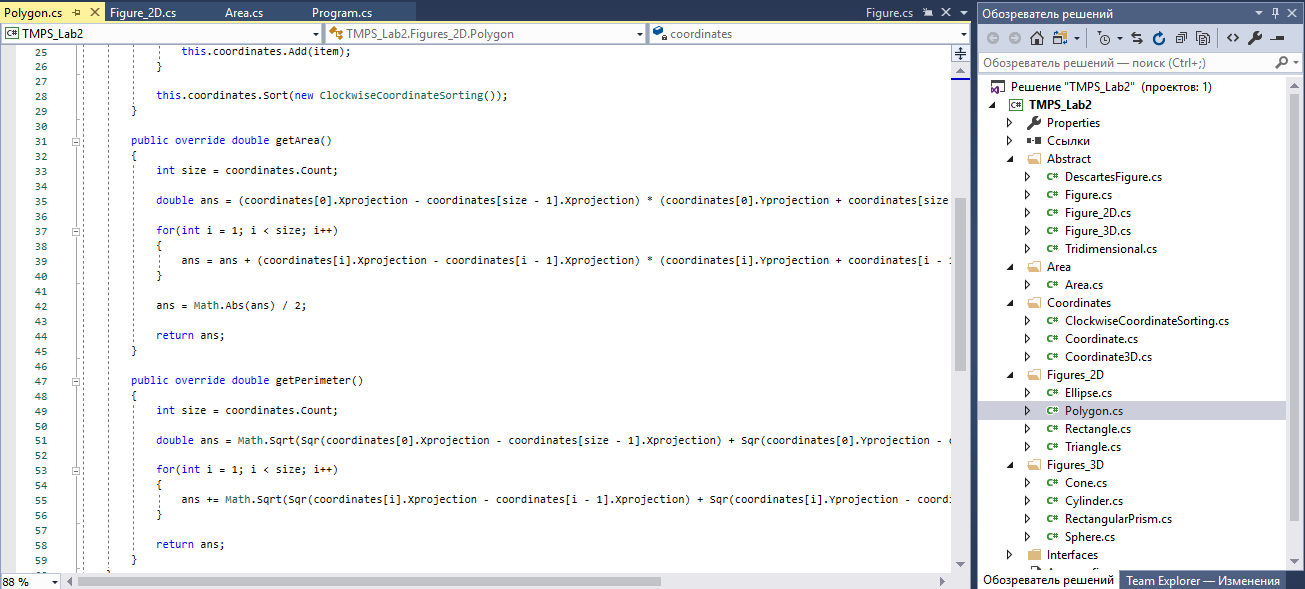 Polygon.cs Figure_2D.cs Area.cs Program.cs Figure.cs
C# TMPS_Lab2 TMPS_Lab2.Figures_2D.Polygon coordinates
25 this.coordinates.Add(item);
26 }
27
28 this.coordinates.Sort(new ClockwiseCoordinateSorting());
29 }
30
31 public override double getArea()
32 {
33 int size = coordinates.Count;
34
35 double ans = (coordinates[0].Xprojection - coordinates[size - 1].Xprojection) * (coordinates[0].Yprojection + coordinates[size
36
37 for(int i = 1; i < size; i++)
38 {
39 ans = ans + (coordinates[i].Xprojection - coordinates[i - 1].Xprojection) * (coordinates[i].Yprojection + coordinates[i -
40 }
41
42 ans = Math.Abs(ans) / 2;
43
44 return ans;
45 }
46
47 public override double getPerimeter()
48 {
49 int size = coordinates.Count;
50
51 double ans = Math.Sqrt(Sqr(coordinates[0].Xprojection - coordinates[size - 1].Xprojection) + Sqr(coordinates[0].Yprojection -
52
53 for(int i = 1; i < size; i++)
54 {
55 ans += Math.Sqrt(Sqr(coordinates[i].Xprojection - coordinates[i - 1].Xprojection) + Sqr(coordinates[i].Yprojection - coordi
56 }
57
58 return ans;
59 }
88 %
Обозреватель решений
Обозреватель решений — поиск (Ctrl+;)
Решение "TMPS_Lab2" (проектов: 1)
C# TMPS_Lab2
Properties
Ссылки
Abstract
C# DescartesFigure.cs
C# Figure.cs
C# Figure_2D.cs
C# Figure_3D.cs
C# Tridimensional.cs
Area
C# Area.cs
Coordinates
C# ClockwiseCoordinateSorting.cs
C# Coordinate.cs
C# Coordinate3D.cs
Figures_2D
C# Ellipse.cs
C# Polygon.cs
C# Rectangle.cs
C# Triangle.cs
Figures_3D
C# Cone.cs
C# Cylinder.cs
C# RectangularPrism.cs
C# Sphere.cs
Interfaces
Обозреватель решений Team Explorer — Изменения